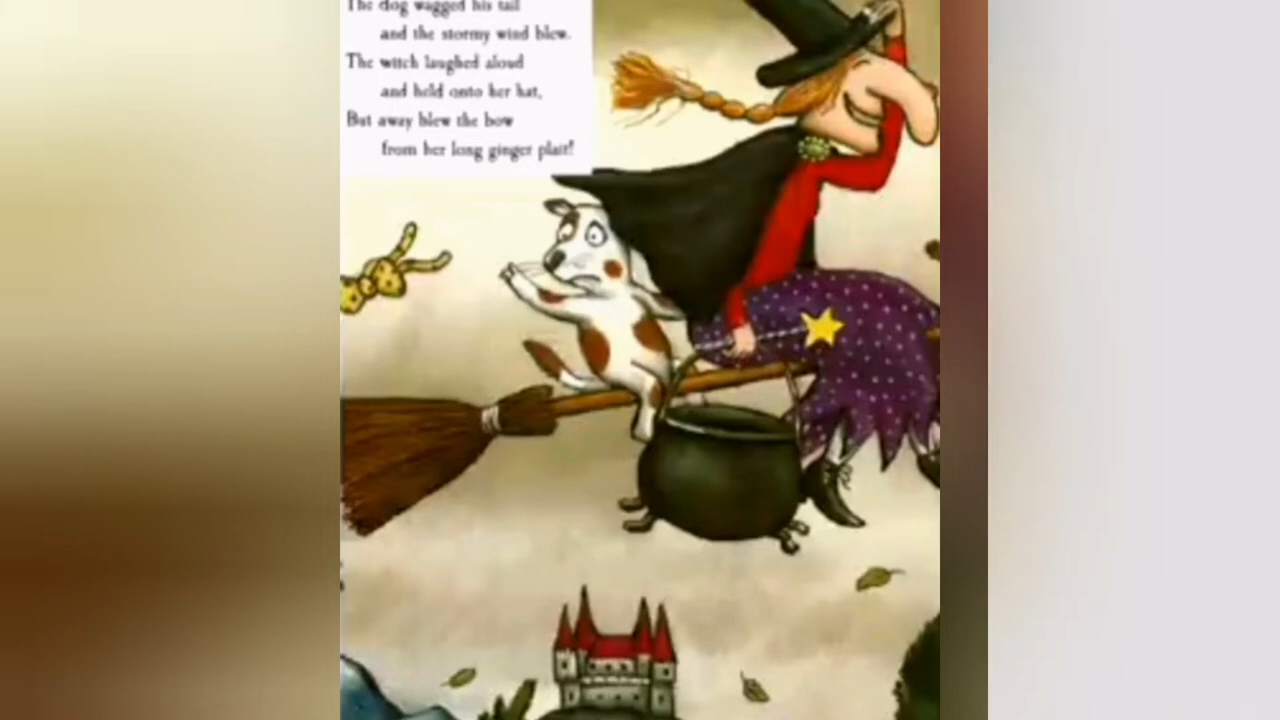 The dog wagged his tail
and the stormy wind blew.
The witch laughed aloud
and held onto her hat,
But away blew the bow
from her long ginger plait!